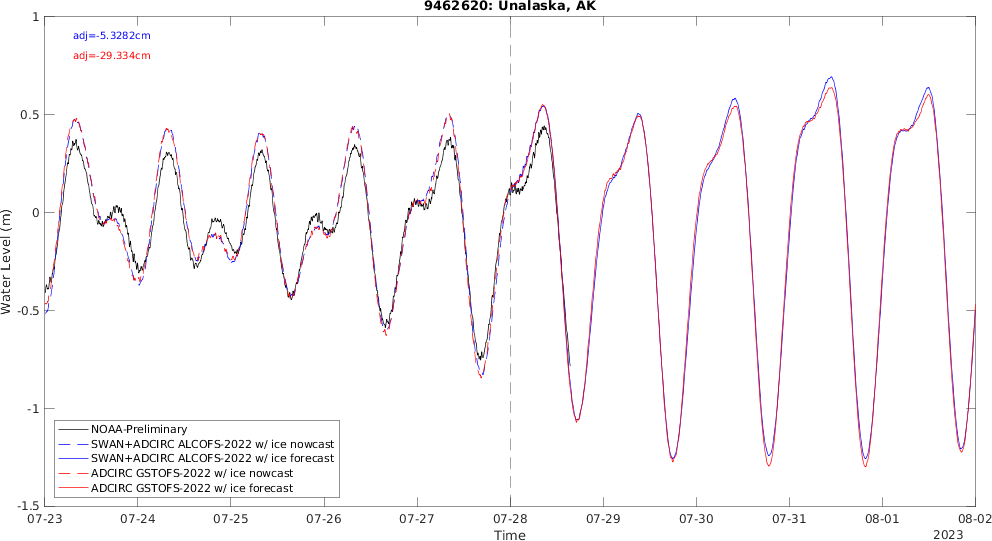 9462620: Unalaska, AK
adj=-5.3282cm
adj=-29.334cm
Water Level (m)
1
0.5
0
-0.5
-1
-1.5
NOAA-Preliminary
SWAN+ADCIRC ALCOFS-2022 w/ ice nowcast
SWAN+ADCIRC ALCOFS-2022 w/ ice forecast
ADCIRC GSTOFS-2022 w/ ice nowcast
ADCIRC GSTOFS-2022 w/ ice forecast
07-23 07-24 07-25 07-26 07-27 07-28 07-29 07-30 07-31 08-01 08-02
Time
2023